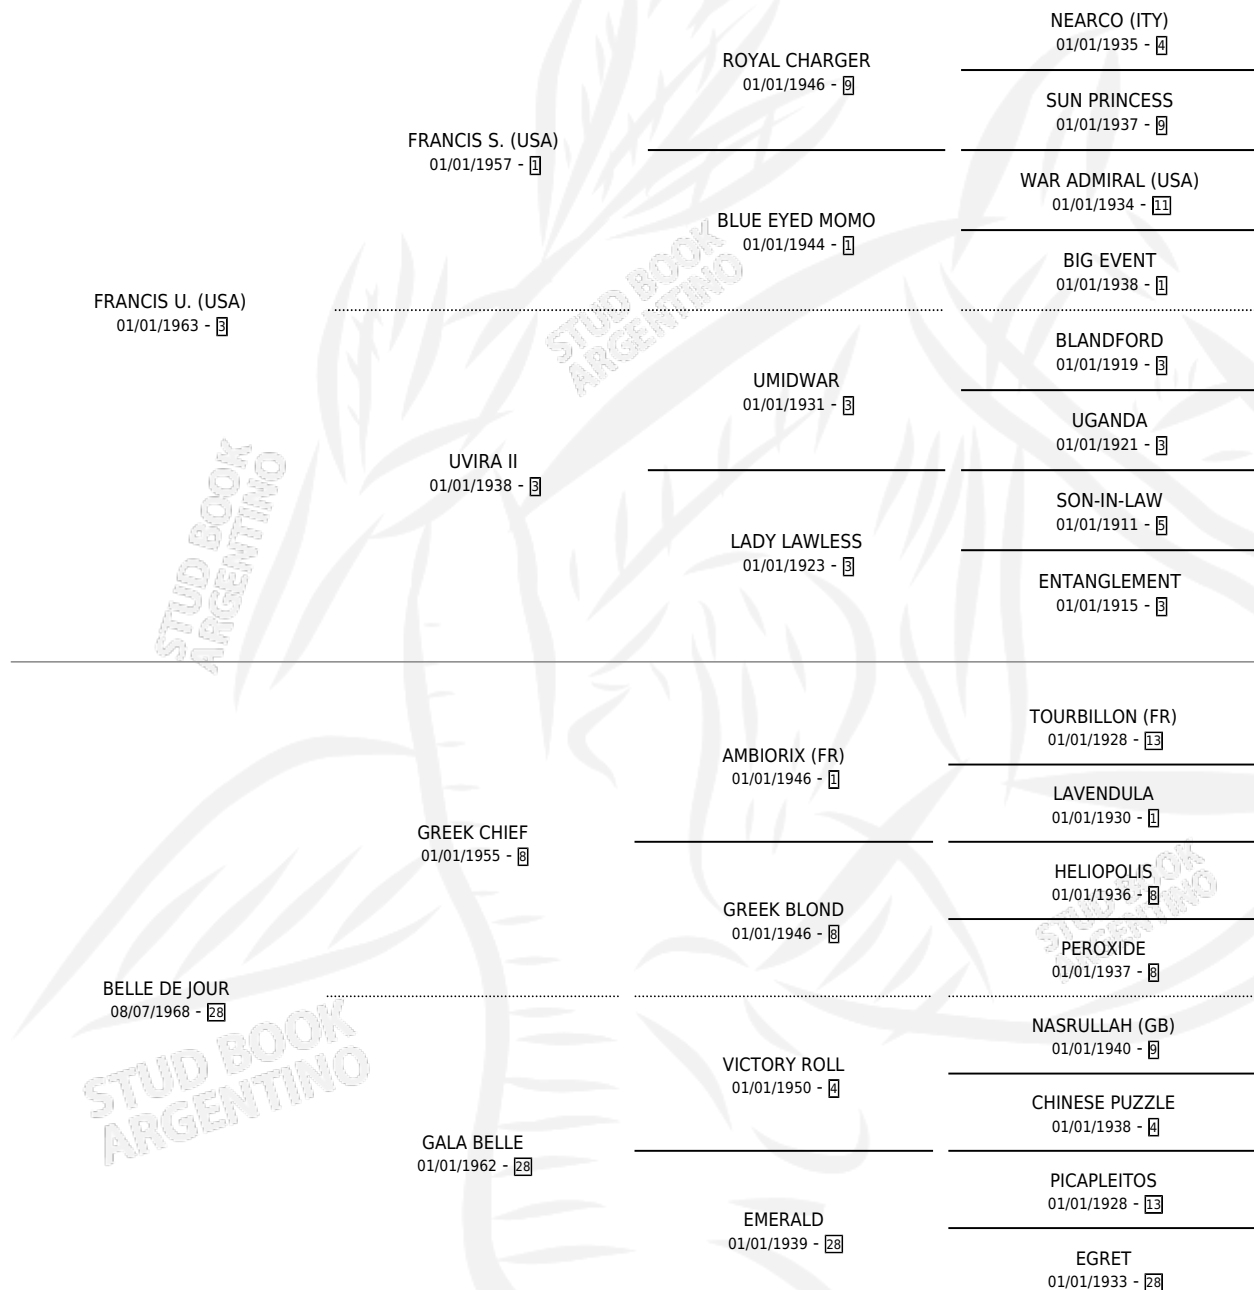 NEARCO (ITY)
01/01/1935 - 4
ROYAL CHARGER
01/01/1946 - 9
SUN PRINCESS
01/01/1937 - 9
FRANCIS S. (USA)
01/01/1957 - 1
WAR ADMIRAL (USA)
01/01/1934 - 11
BLUE EYED MOMO
01/01/1944 - 1
BIG EVENT
01/01/1938 - 1
FRANCIS U. (USA)
01/01/1963 - 3
STUD BOOK
ARGENTINO
BLANDFORD
01/01/1919 - 3
UMIDWAR
01/01/1931 - 3
UGANDA
01/01/1921 - 3
UVIRA II
01/01/1938 - 3
SON-IN-LAW
01/01/1911 - 5
LADY LAWLESS
01/01/1923 - 3
ENTANGLEMENT
01/01/1915 - 3
STUD BOOK
ARGENTINO
TOURBILLON (FR)
01/01/1928 - 13
AMBIORIX (FR)
01/01/1946 - 1
LAVENDULA
01/01/1930 - 1
GREEK CHIEF
01/01/1955 - 8
HELIOPOLIS
01/01/1936 - 8
STUD BOOK
ARGENTINO
GREEK BLOND
01/01/1946 - 8
PEROXIDE
01/01/1937 - 8
BELLE DE JOUR
08/07/1968 - 28
NASRULLAH (GB)
01/01/1940 - 9
STUD BOOK
ARGENTINO
VICTORY ROLL
01/01/1950 - 4
CHINESE PUZZLE
01/01/1938 - 4
GALA BELLE
01/01/1962 - 28
PICAPLEITOS
01/01/1928 - 13
EMERALD
01/01/1939 - 28
EGRET
01/01/1933 - 28